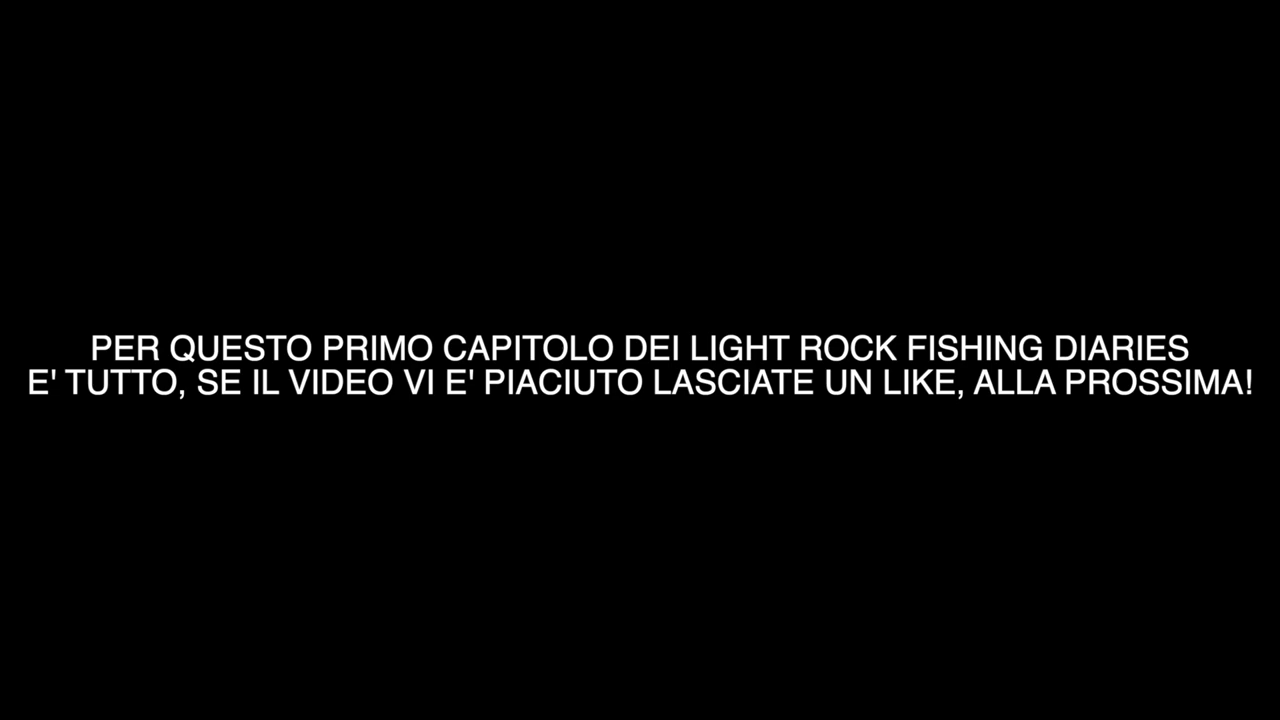 PER QUESTO PRIMO CAPITOLO DEI LIGHT ROCK FISHING DIARIES
E' TUTTO, SE IL VIDEO VI E' PIACIUTO LASCIATE UN LIKE, ALLA PROSSIMA!